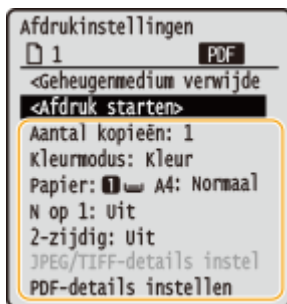 Afdrukinstellingen
1 PDF
<Geheugenmedium verwijde
<Afdruk starten>
Aantal kopieën: 1
Kleurmodus: Kleur
Papier: 1 A4: Normaal
N op 1: Uit
2-zijdig: Uit
JPEG/TIFF-details instel
PDF-details instellen